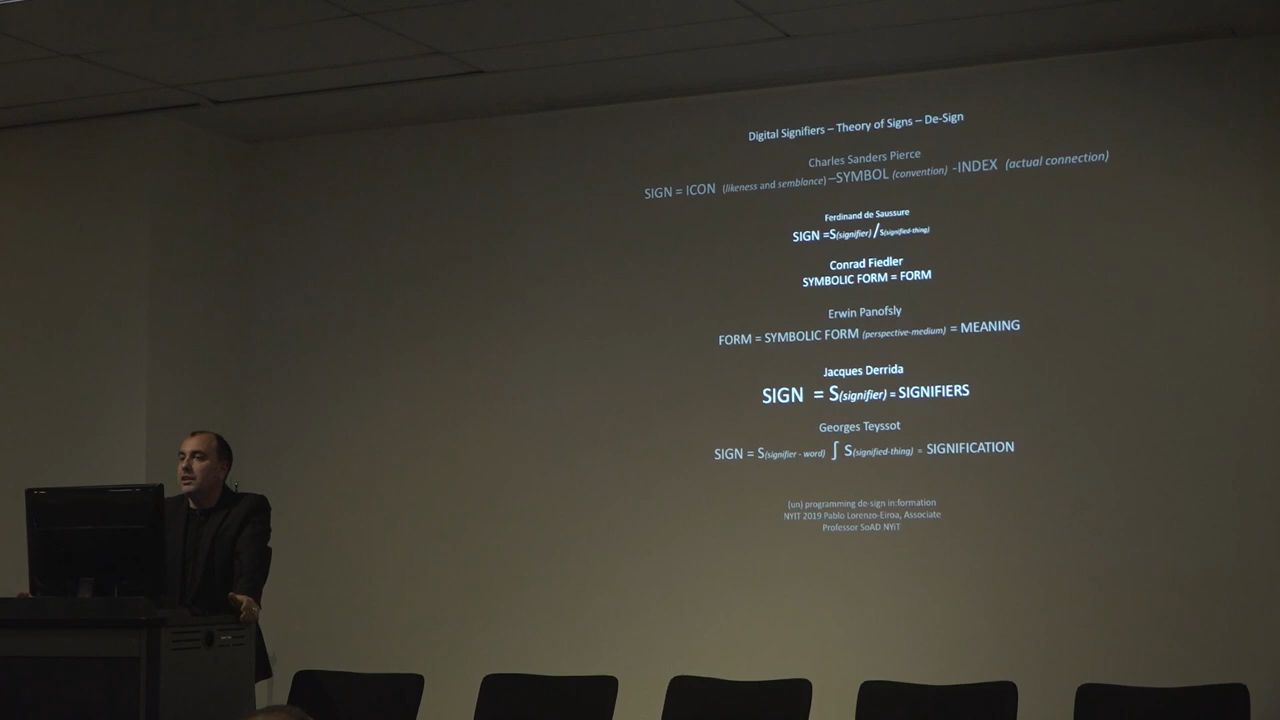 Digital Signifiers – Theory of Signs – De-Sign
Charles Sanders Pierce
SIGN = ICON (likeness and semblance) –SYMBOL (convention) -INDEX (actual connection)
Ferdinand de Saussure
SIGN =S(signifier) / s(signified-thing)
Conrad Fiedler
SYMBOLIC FORM = FORM
Erwin Panofsly
FORM = SYMBOLIC FORM (perspective-medium) = MEANING
Jacques Derrida
SIGN = S(signifier) = SIGNIFIERS
Georges Teyssot
SIGN = S(signifier - word) ∫ S(signified-thing) = SIGNIFICATION
(un) programming de-sign in:formation
NYIT 2019 Pablo Lorenzo-Eiroa, Associate
Professor SoAD NYIT